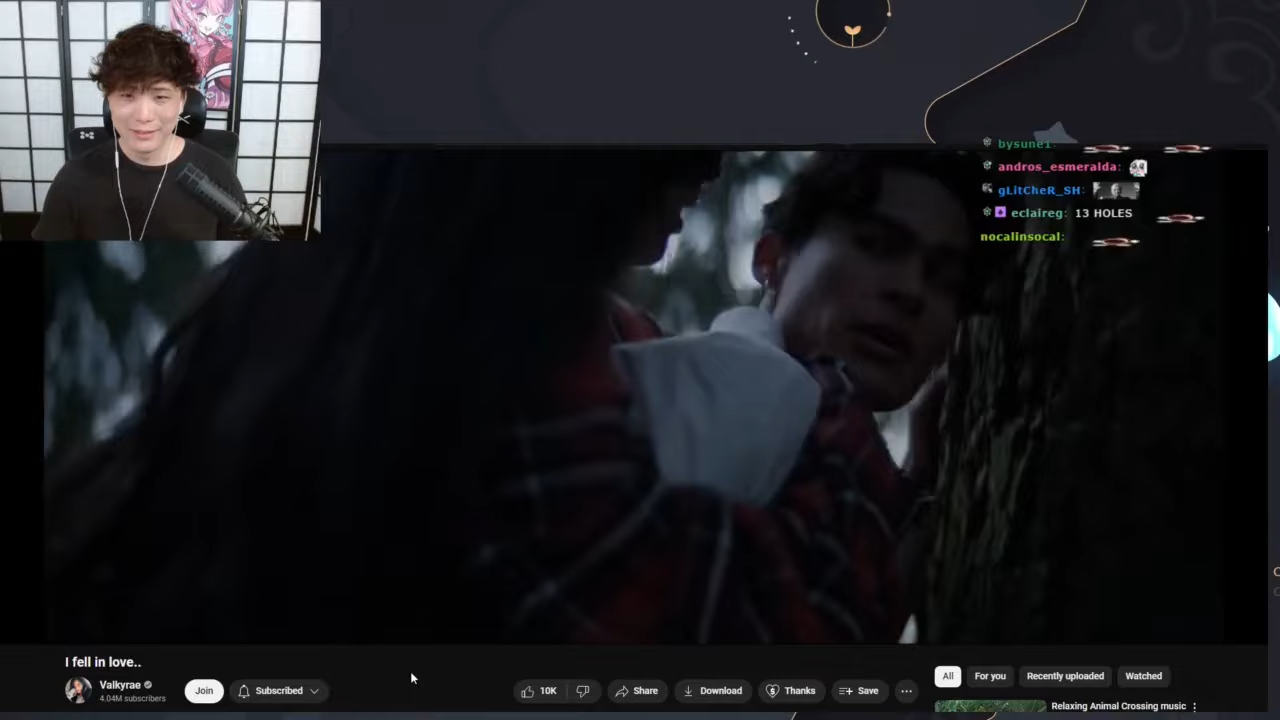 bysune1:
andros_esmeralda:
gLitCheR_SH:
eclaireg: 13 HOLES
nocalinsocal:
I fell in love..
Valkyrae
4.04M subscribers
Join
Subscribed
10K
Share
Download
Thanks
Save
All
For you
Recently uploaded
Watched
Relaxing Animal Crossing music